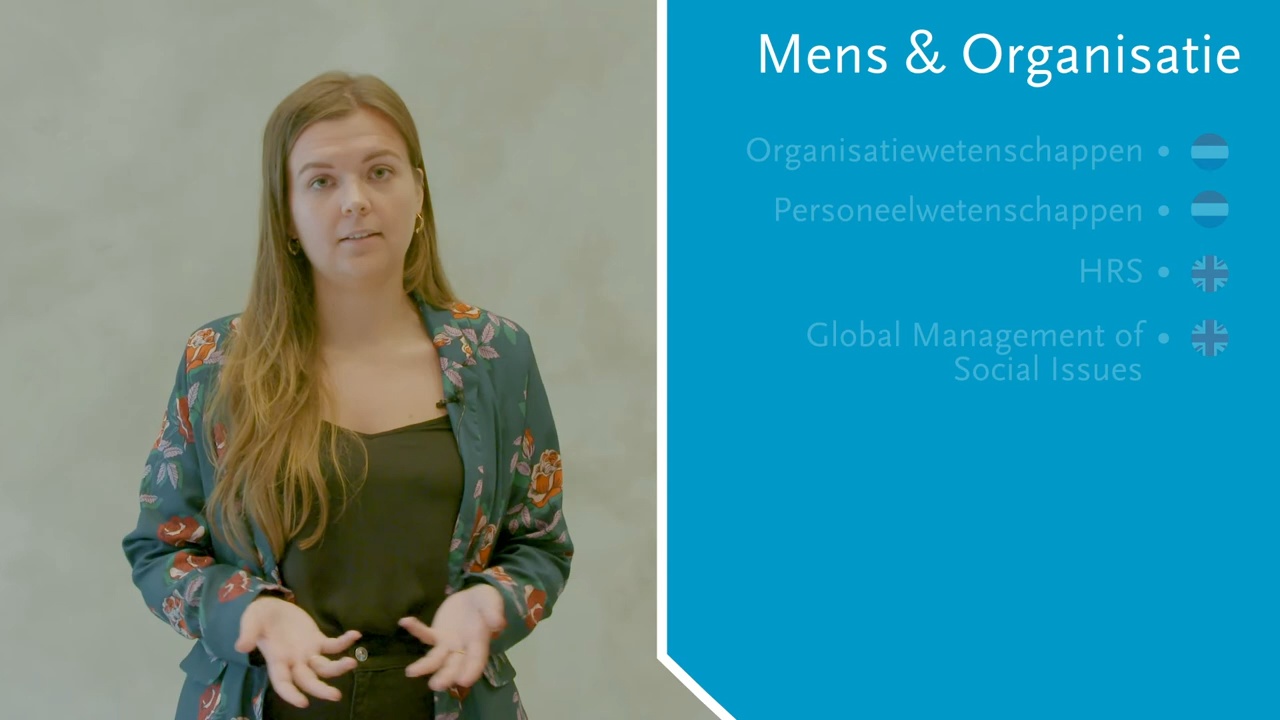 Mens & Organisatie
Organisatiewetenschappen •
Personeelwetenschappen •
HRS •
Global Management of •
Social Issues